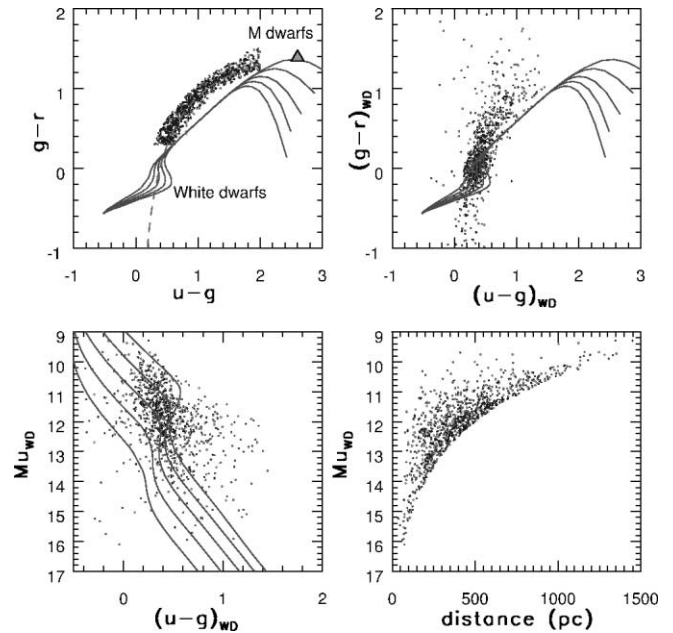 M dwarfs
White dwarfs
g-r
1
0
-1
-1 0 1 2 3
u-g
(g-r)WD
1
0
-1
-1 0 1 2 3
(u-g)WD
MuWD
9
10
11
12
13
14
15
16
17
0 1 2
(u-g)WD
MuWD
9
10
11
12
13
14
15
16
17
0 500 1000 1500
distance (pc)